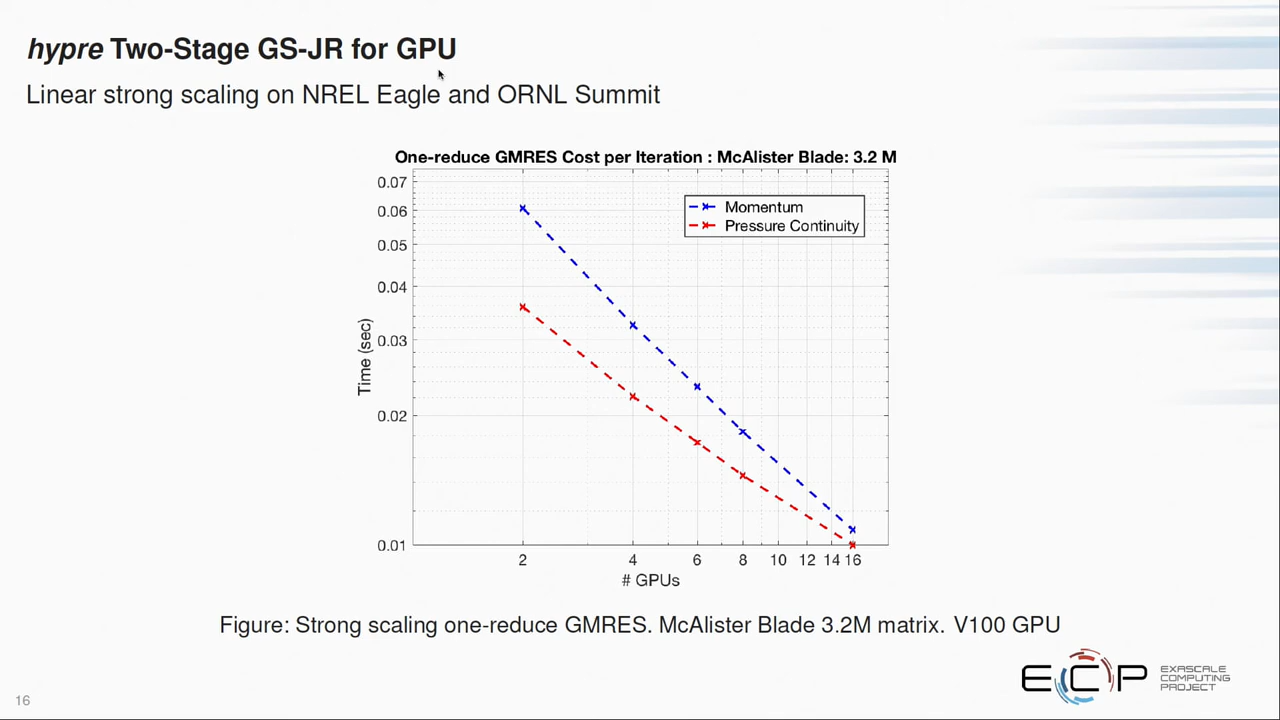 hypre Two-Stage GS-JR for GPU
Linear strong scaling on NREL Eagle and ORNL Summit
One-reduce GMRES Cost per Iteration : McAlister Blade: 3.2 M
0.07
0.06
0.05
0.04
0.03
0.02
0.01
Time (sec)
Momentum
Pressure Continuity
2 4 6 8 10 12 14 16
# GPUs
Figure: Strong scaling one-reduce GMRES. McAlister Blade 3.2M matrix. V100 GPU
ECP
EXASCALE
COMPUTING
PROJECT
16